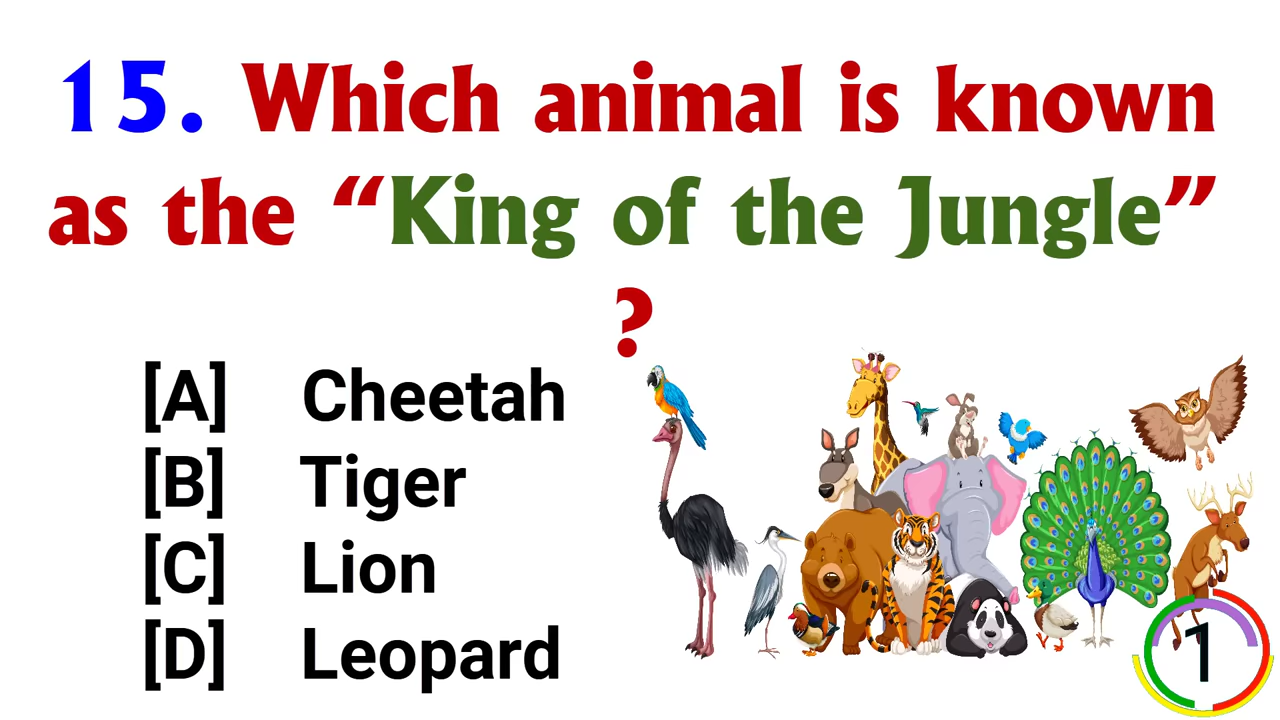 15. Which animal is known
as the “King of the Jungle”
?
[A] Cheetah
[B] Tiger
[C] Lion
[D] Leopard
1